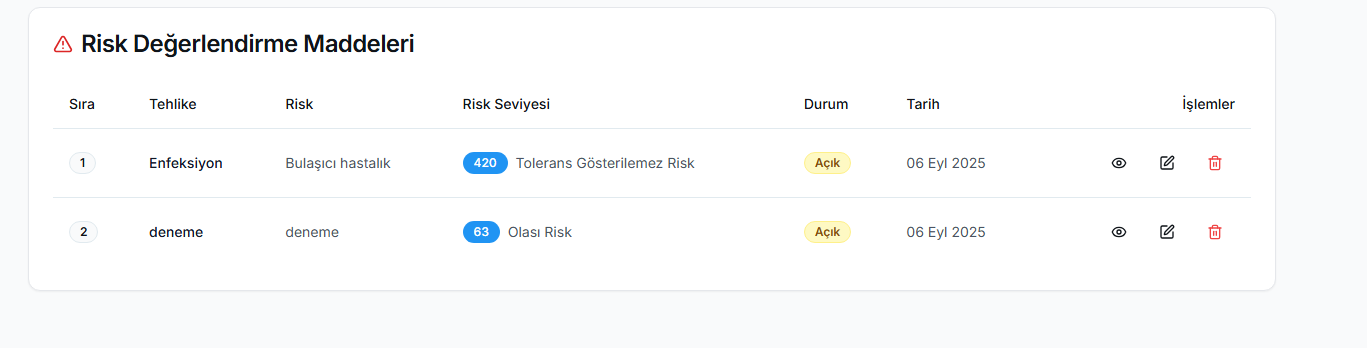 Risk Değerlendirme Maddeleri
Sıra Tehlike Risk Risk Seviyesi Durum Tarih İşlemler
1 Enfeksiyon Bulaşıcı hastalık 420 Tolerans Gösterilemez Risk Açık 06 Eyl 2025
2 deneme deneme 63 Olası Risk Açık 06 Eyl 2025